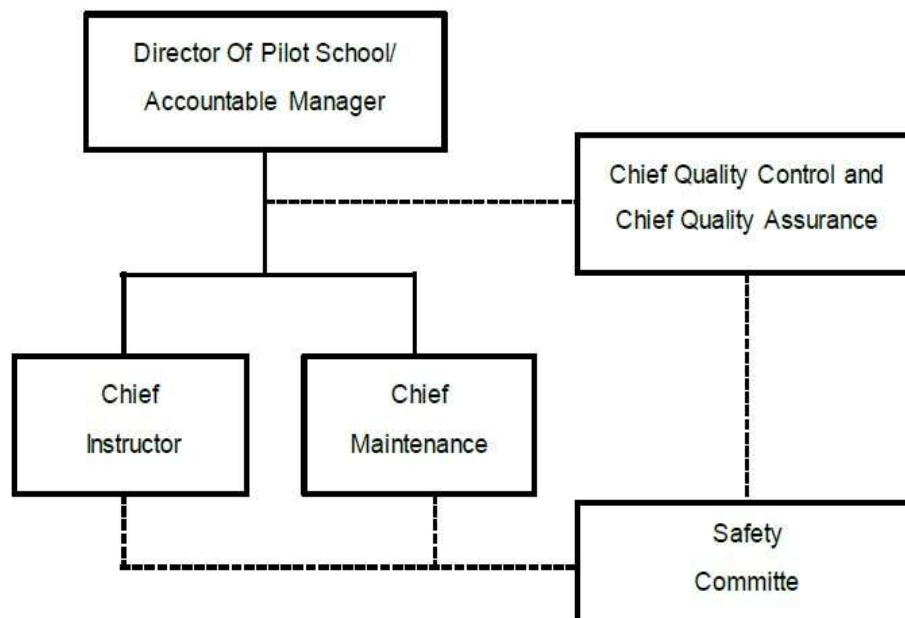 Director Of Pilot School/
Accountable Manager
Chief Quality Control and
Chief Quality Assurance
Chief
Instructor
Chief
Maintenance
Safety
Committe